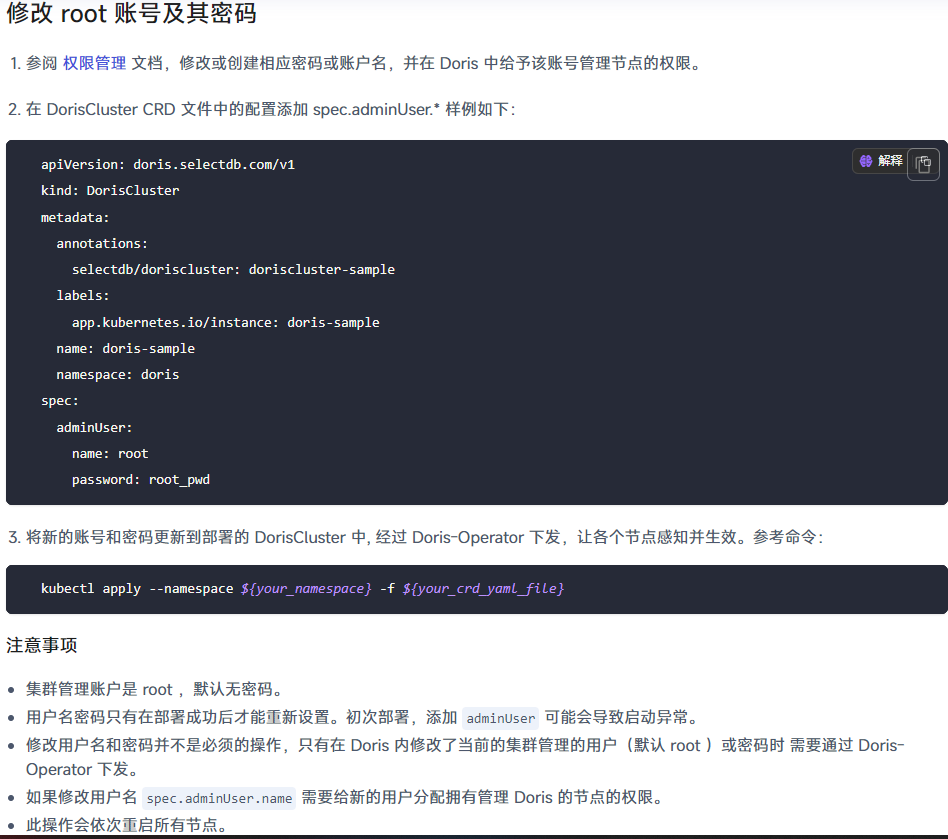 修改 root 账号及其密码
1. 参阅 权限管理 文档，修改或创建相应密码或账户名，并在 Doris 中给予该账号管理节点的权限。
2. 在 DorisCluster CRD 文件中的配置添加 spec.adminUser.* 样例如下：
解释
apiVersion: doris.selectdb.com/v1
kind: DorisCluster
metadata:
  annotations:
    selectdb/doriscluster: doriscluster-sample
  labels:
    app.kubernetes.io/instance: doris-sample
  name: doris-sample
  namespace: doris
spec:
  adminUser:
    name: root
    password: root_pwd
3. 将新的账号和密码更新到部署的 DorisCluster 中, 经过 Doris-Operator 下发，让各个节点感知并生效。参考命令：
kubectl apply --namespace ${your_namespace} -f ${your_crd_yaml_file}
注意事项
• 集群管理账户是 root ，默认无密码。
• 用户名密码只有在部署成功后才能重新设置。初次部署，添加 adminUser 可能会导致启动异常。
• 修改用户名和密码并不是必须的操作，只有在 Doris 内修改了当前的集群管理的用户（默认 root ）或密码时 需要通过 Doris-
Operator 下发。
• 如果修改用户名 spec.adminUser.name 需要给新的用户分配拥有管理 Doris 的节点的权限。
• 此操作会依次重启所有节点。